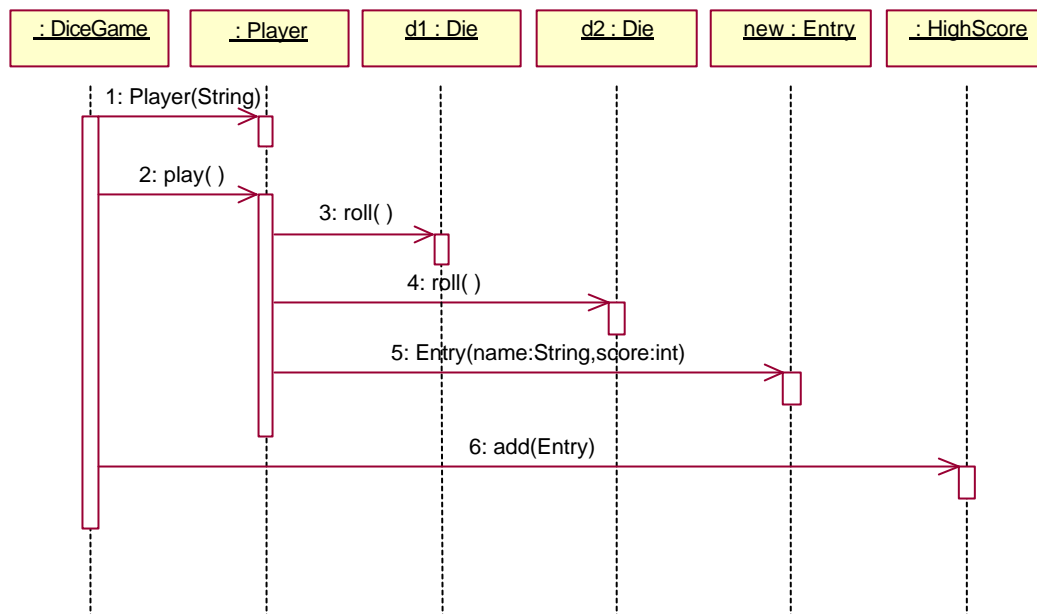 : DiceGame
: Player
d1 : Die
d2 : Die
new : Entry
: HighScore
1: Player(String)
2: play( )
3: roll( )
4: roll( )
5: Entry(name:String,score:int)
6: add(Entry)